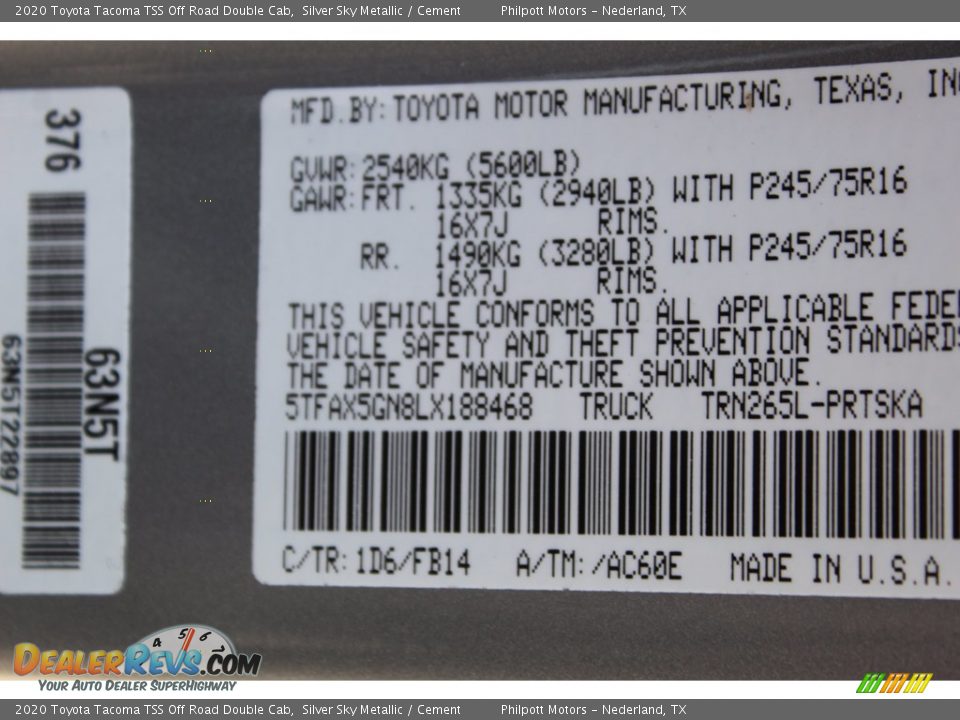 2020 Toyota Tacoma TSS Off Road Double Cab, Silver Sky Metallic / Cement Philpott Motors - Nederland, TX
376
63N5T
63N5T22897
MFD.BY:TOYOTA MOTOR MANUFACTURING, TEXAS, INC
GVWR:2540KG (5600LB)
GAWR:FRT. 1335KG (2940LB) WITH P245/75R16
16X7J RIMS.
RR. 1490KG (3280LB) WITH P245/75R16
16X7J RIMS.
THIS VEHICLE CONFORMS TO ALL APPLICABLE FEDE
VEHICLE SAFETY AND THEFT PREVENTION STANDARDS
THE DATE OF MANUFACTURE SHOWN ABOVE.
5TFAX5GN8LX188468 TRUCK TRN265L-PRTSKA
C/TR:1D6/FB14 A/TM:/AC60E MADE IN U.S.A.
4 5 6 7
DEALERREVS.COM
YOUR AUTO DEALER SUPERHIGHWAY
2020 Toyota Tacoma TSS Off Road Double Cab, Silver Sky Metallic / Cement Philpott Motors - Nederland, TX